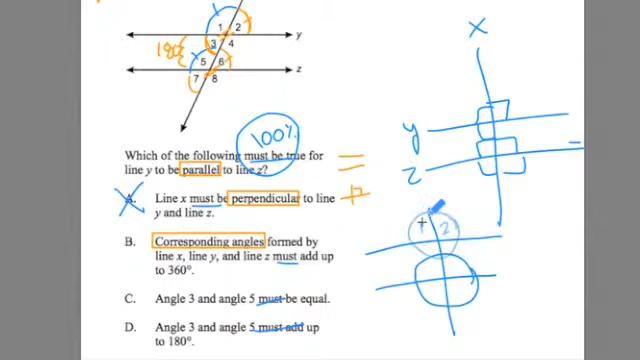 1 2
y
180
3 4
5 6
z
7 8
100%
Which of the following must be true for
line y to be parallel to line z?
A. Line x must be perpendicular to line
y and line z.
B. Corresponding angles formed by
line x, line y, and line z must add up
to 360°.
C. Angle 3 and angle 5 must be equal.
D. Angle 3 and angle 5 must add up
to 180°.
x
y
z
1 2